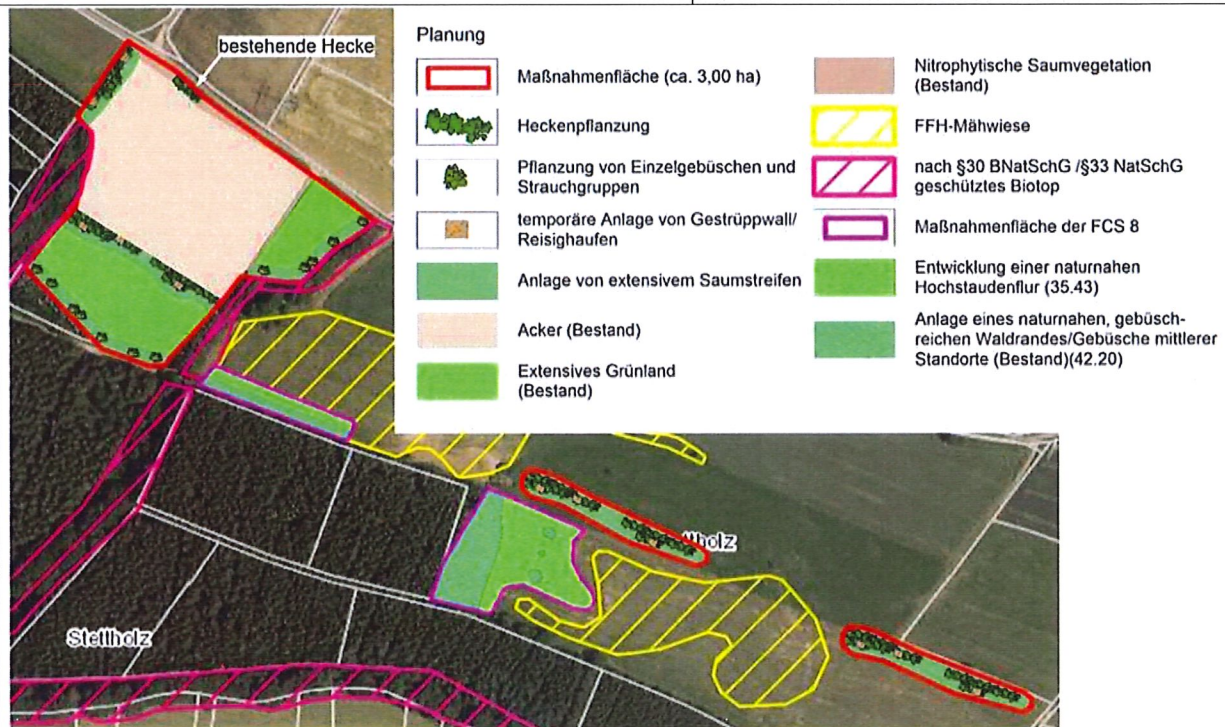 bestehende Hecke
Planung
Maßnahmenfläche (ca. 3,00 ha)
Heckenpflanzung
Pflanzung von Einzelgebüschen und
Strauchgruppen
temporäre Anlage von Gestrüppwall/
Reisighaufen
Anlage von extensivem Saumstreifen
Acker (Bestand)
Extensives Grünland
(Bestand)
Nitrophytische Saumvegetation
(Bestand)
FFH-Mähwiese
nach §30 BNatSchG /§33 NatSchG
geschütztes Biotop
Maßnahmenfläche der FCS 8
Entwicklung einer naturnahen
Hochstaudenflur (35.43)
Anlage eines naturnahen, gebüsch-
reichen Waldrandes/Gebüsche mittlerer
Standorte (Bestand)(42.20)
Stettholz